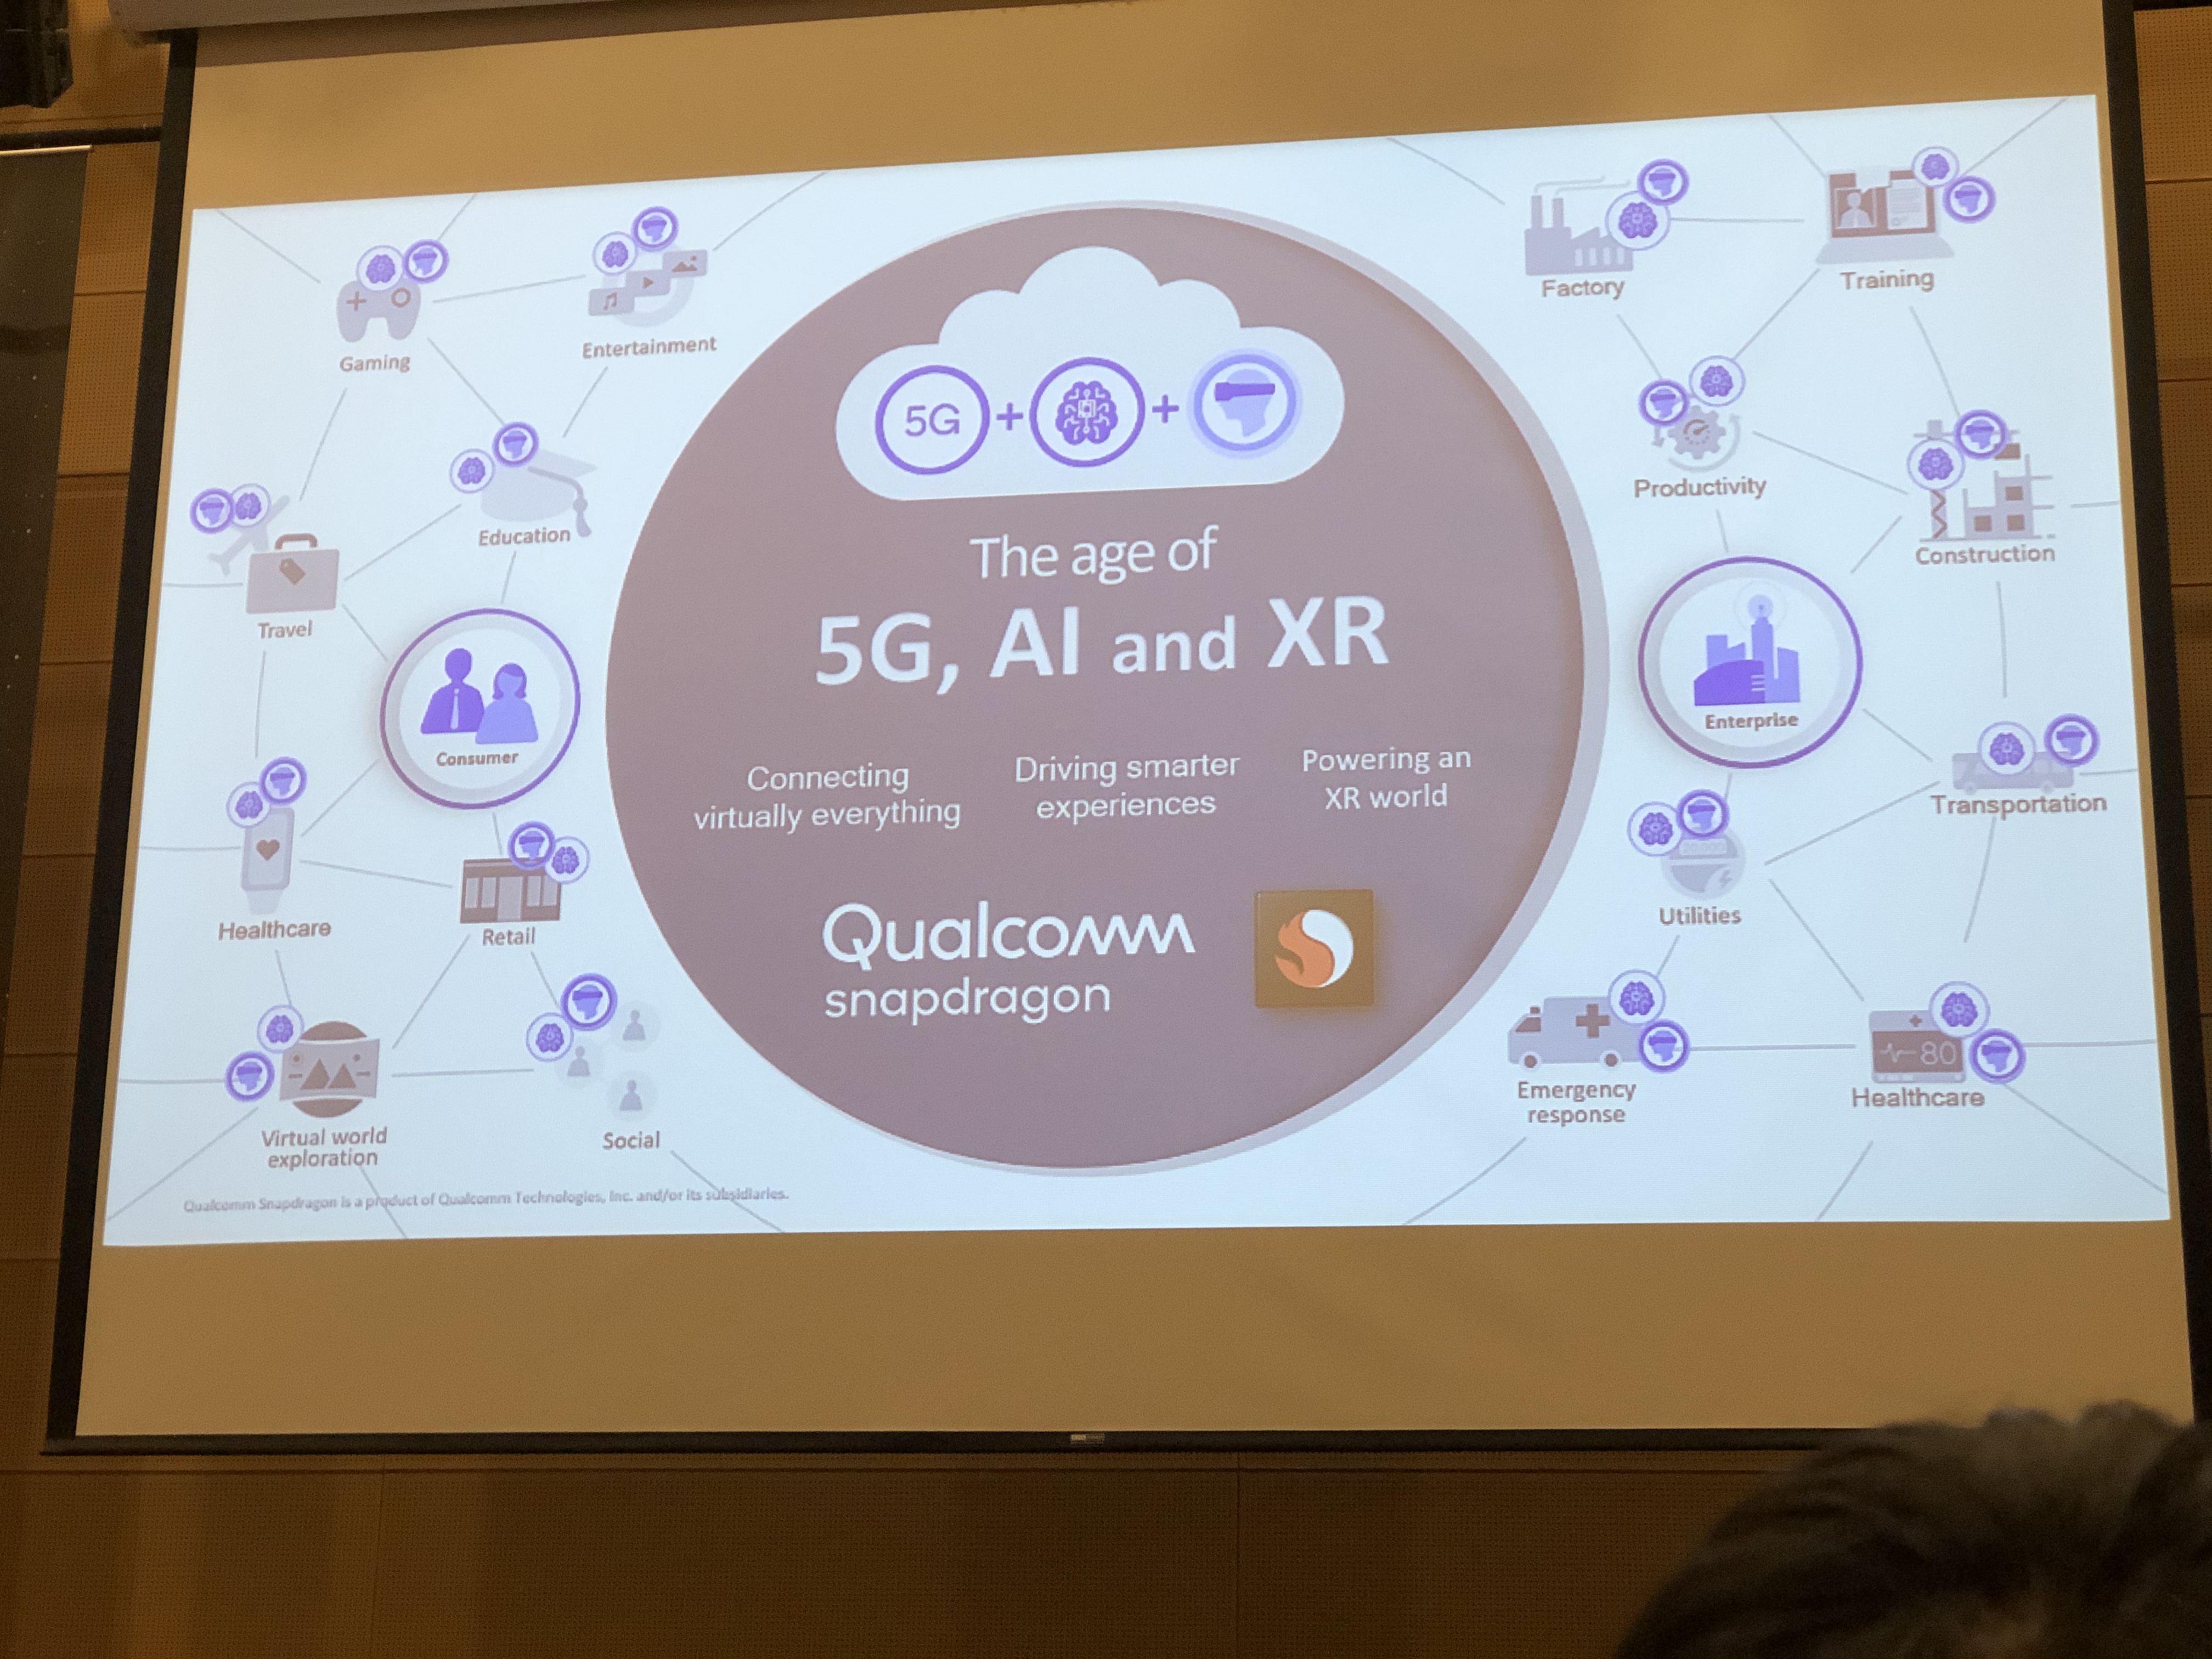 Gaming
Entertainment
Education
Travel
Consumer
Healthcare
Retail
Virtual world
exploration
Social
Qualcomm Snapdragon is a product of Qualcomm Technologies, Inc. and/or its subsidiaries.
5G + +
The age of
5G, AI and XR
Connecting
virtually everything
Driving smarter
experiences
Powering an
XR world
Qualcomm
snapdragon
Factory
Training
Productivity
Construction
Enterprise
Transportation
Utilities
Emergency
response
80
Healthcare